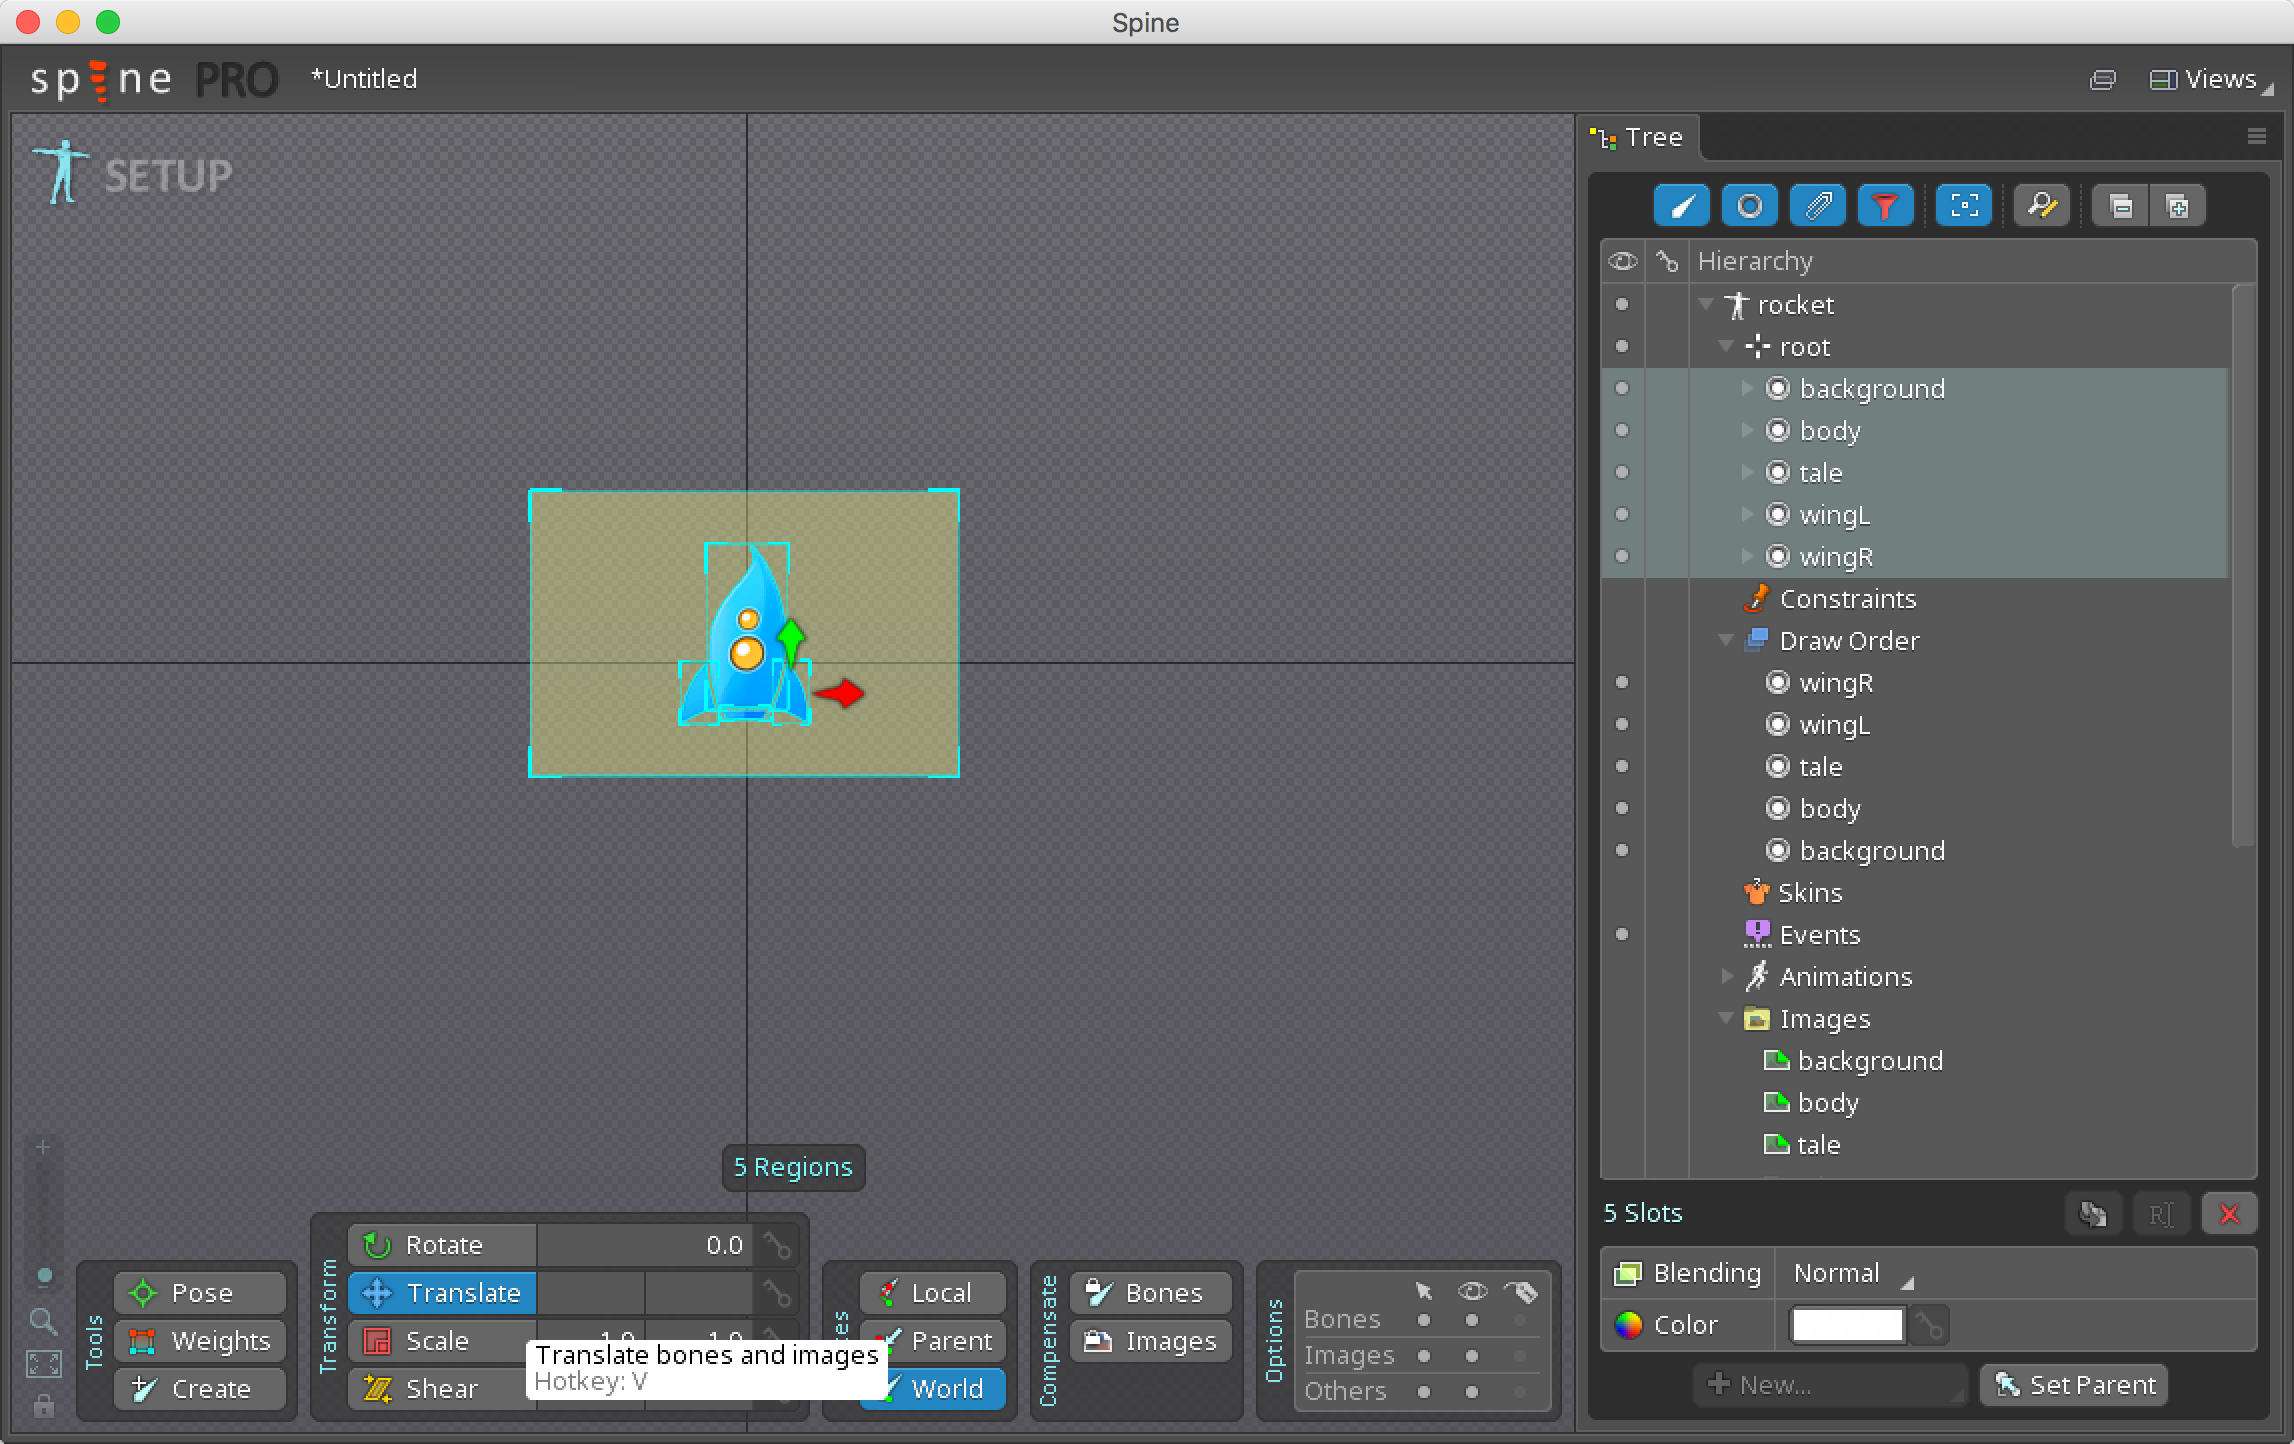 Spine
spine PRO *Untitled
Views
SETUP
Tree
Hierarchy
rocket
root
background
body
tale
wingL
wingR
Constraints
Draw Order
wingR
wingL
tale
body
background
Skins
Events
Animations
Images
background
body
tale
5 Regions
5 Slots
Blending Normal
Color
New...
Set Parent
Tools
Pose
Weights
Create
Transform
Rotate 0.0
Translate
Scale 1.0 1.0
Shear
Translate bones and images
Hotkey: V
Local
Parent
World
Compensate
Bones
Images
Options
Bones
Images
Others